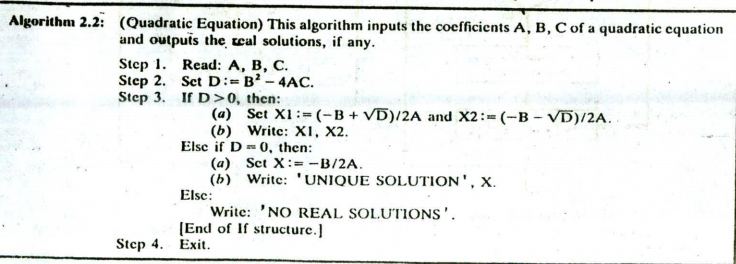 Algorithm 2.2: (Quadratic Equation) This algorithm inputs the coefficients A, B, C of a quadratic equation
and outputs the real solutions, if any.
Step 1. Read: A, B, C.
Step 2. Set D := B² – 4AC.
Step 3. If D > 0, then:
(a) Set X1 := (–B + √D)/2A and X2 := (–B – √D)/2A.
(b) Write: X1, X2.
Else if D = 0, then:
(a) Set X := –B/2A.
(b) Write: 'UNIQUE SOLUTION', X.
Else:
Write: 'NO REAL SOLUTIONS'.
[End of If structure.]
Step 4. Exit.